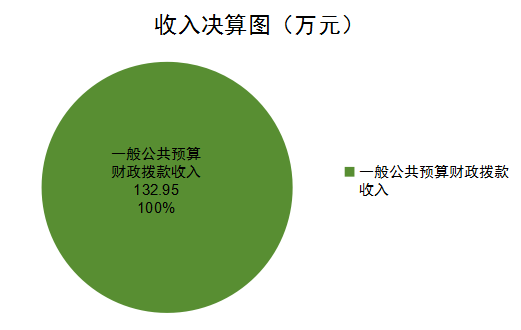 收入决算图（万元）
一般公共预算
财政拨款收入
132.95
100%
一般公共预算财政拨款
收入